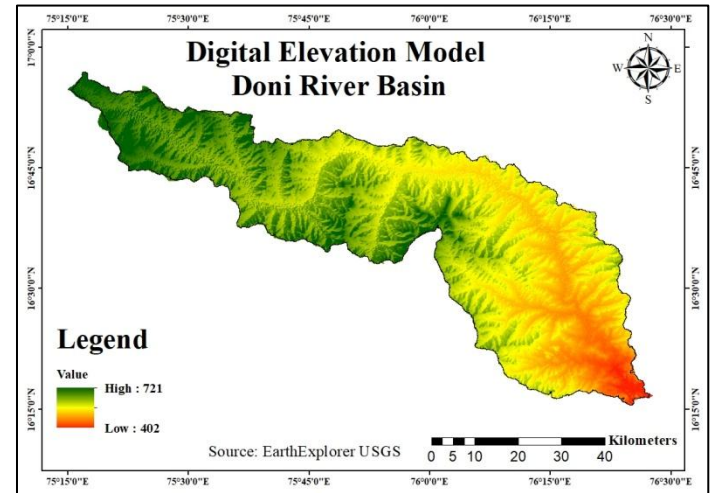 75°15'0"E 75°30'0"E 75°45'0"E 76°0'0"E 76°15'0"E 76°30'0"E
Digital Elevation Model
Doni River Basin
N
W E
S
17°0'0"N 17°0'0"N
16°45'0"N 16°45'0"N
16°30'0"N 16°30'0"N
16°15'0"N 16°15'0"N
Legend
Value
High : 721
Low : 402
Source: EarthExplorer USGS
Kilometers
0 5 10 20 30 40
75°15'0"E 75°30'0"E 75°45'0"E 76°0'0"E 76°15'0"E 76°30'0"E